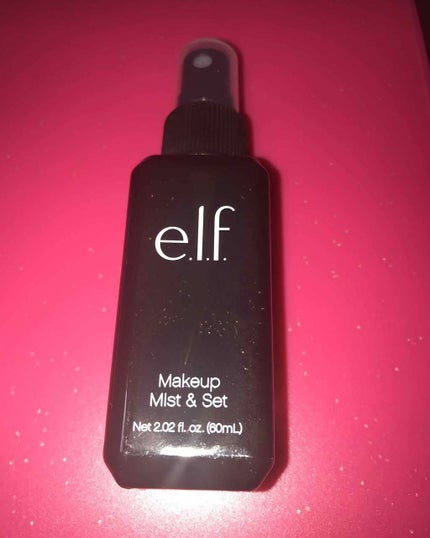 e.l.f.
Makeup
Mist & Set
Net 2.02 fl. oz. (60mL)